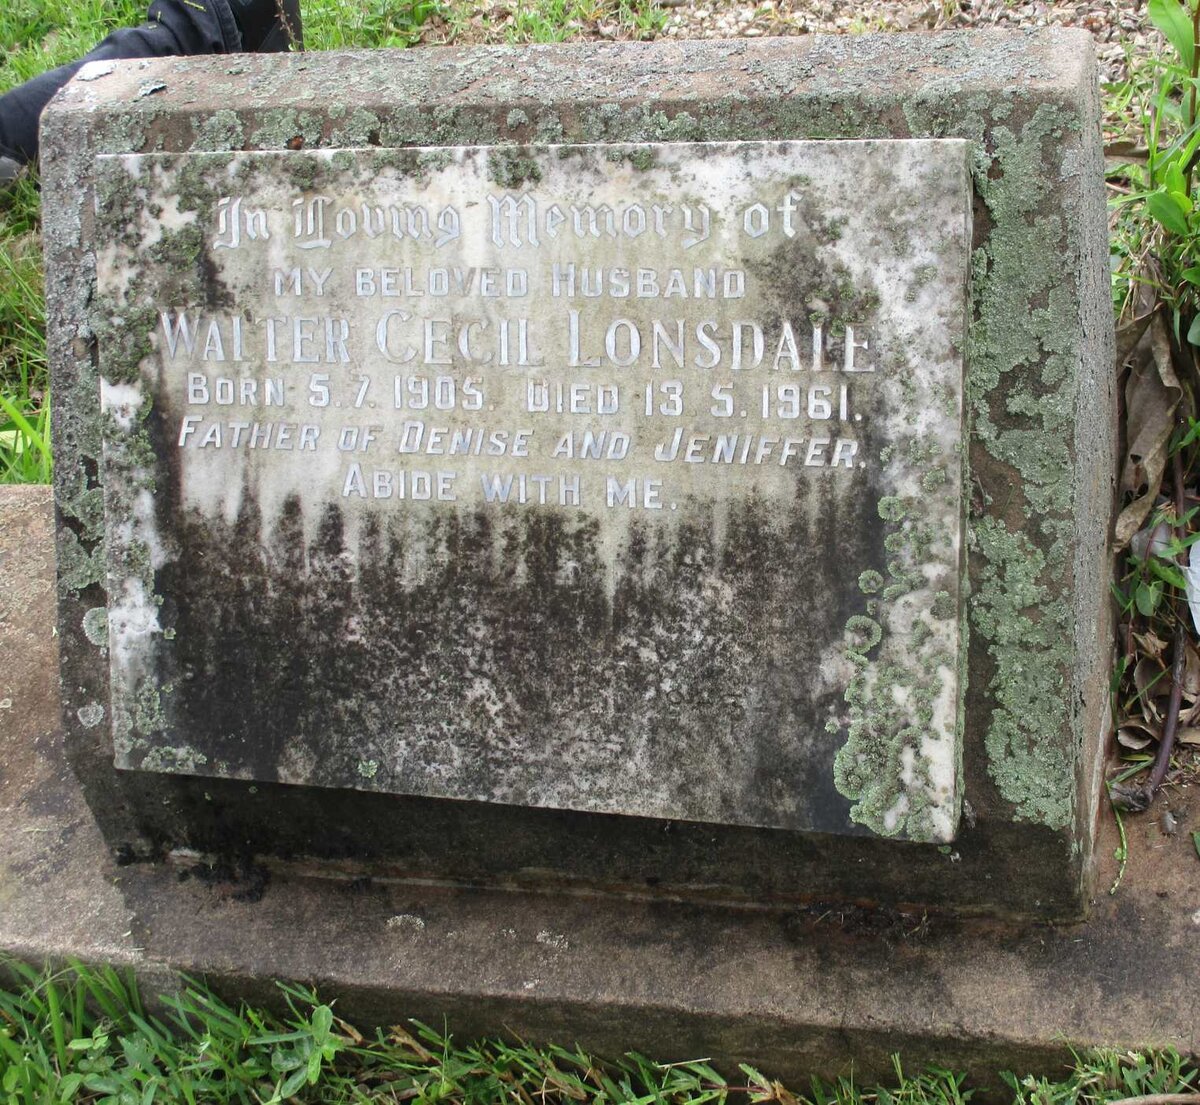 In Loving Memory of
MY BELOVED HUSBAND
WALTER CECIL LONSDALE
BORN 5.7.1905. DIED 13.5.1961.
FATHER OF DENISE AND JENIFFER.
ABIDE WITH ME.